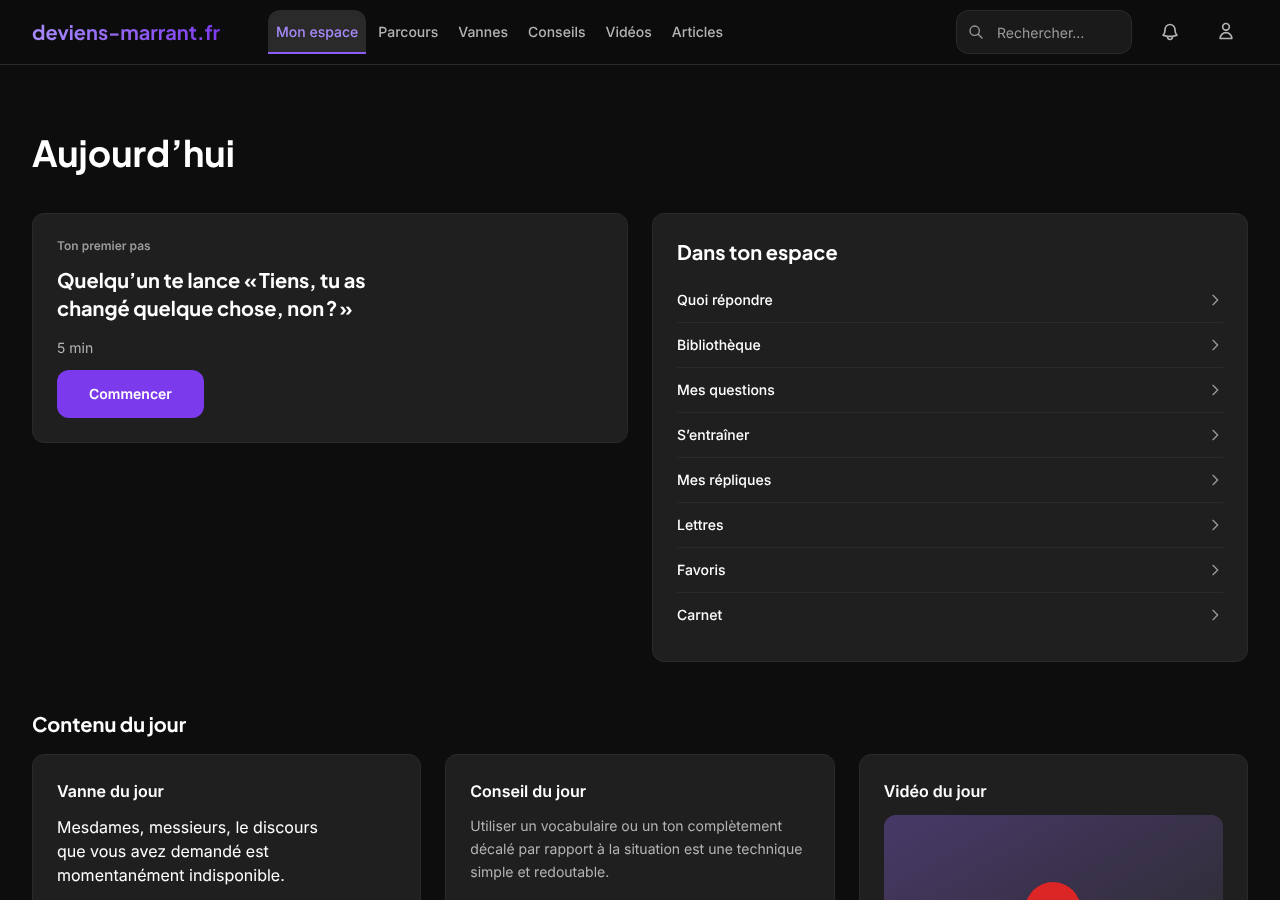 deviens-marrant.fr
Mon espace
Parcours
Vannes
Conseils
Vidéos
Articles
Rechercher...
Aujourd’hui
Ton premier pas
Quelqu’un te lance « Tiens, tu as
changé quelque chose, non ? »
5 min
Commencer
Dans ton espace
Quoi répondre
Bibliothèque
Mes questions
S’entraîner
Mes répliques
Lettres
Favoris
Carnet
Contenu du jour
Vanne du jour
Mesdames, messieurs, le discours
que vous avez demandé est
momentanément indisponible.
Conseil du jour
Utiliser un vocabulaire ou un ton complètement
décalé par rapport à la situation est une technique
simple et redoutable.
Vidéo du jour